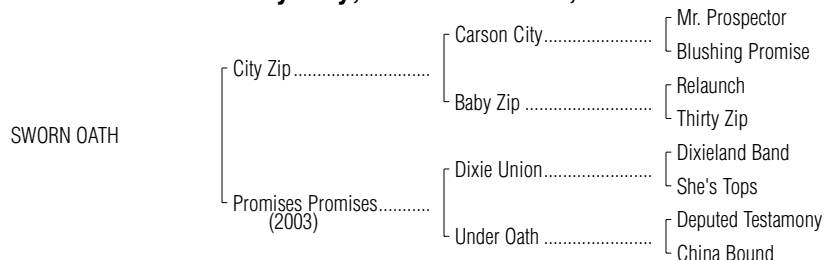 Mr. Prospector
Carson City
Blushing Promise
City Zip
Relaunch
Baby Zip
Thirty Zip
SWORN OATH
Dixieland Band
Dixie Union
She's Tops
Promises Promises
(2003)
Deputed Testamony
Under Oath
China Bound